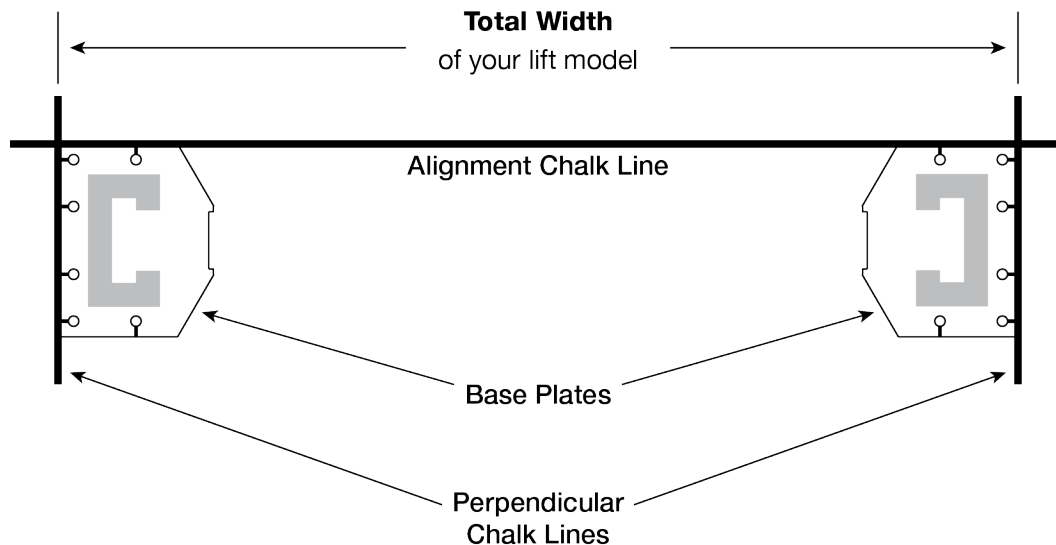 Total Width
of your lift model
Alignment Chalk Line
Base Plates
Perpendicular
Chalk Lines